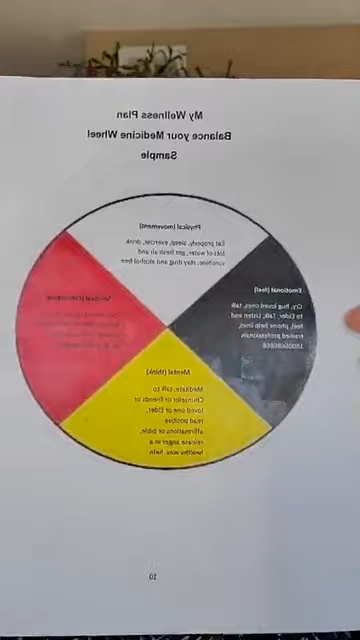 My Wellness Plan
Balance your Medicine Wheel
Sample
Physical (movement)
Eat properly, sleep, exercise, drink
lots of water, get fresh air and
sunshine, stay drug and alcohol free
Emotional (feel)
Cry, hug loved ones, talk
to Elder, Talk, Listen and
feel, phone help lines,
trained professionals
Spiritual
Mental (think)
Meditate, Talk to
Counselor or friends or
loved one or Elder,
read positive
affirmations or bible,
release anger in a
healthy way, help
10